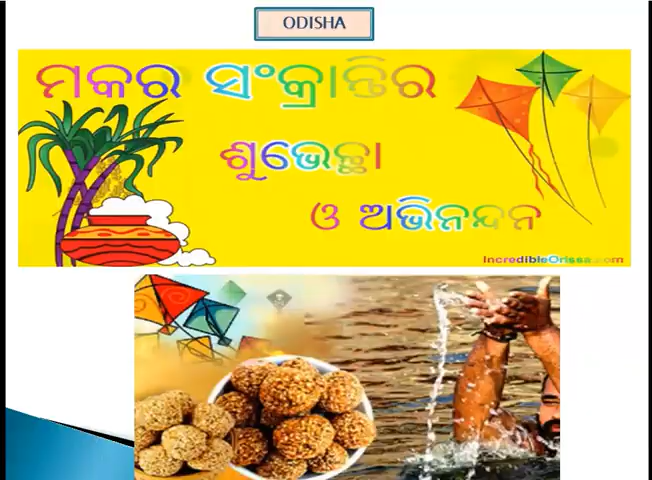 ODISHA
ମକର ସଂକ୍ରାନ୍ତିର
ଶୁଭେଚ୍ଛା
ଓ ଅଭିନନ୍ଦନ
IncredibleOrissa.com